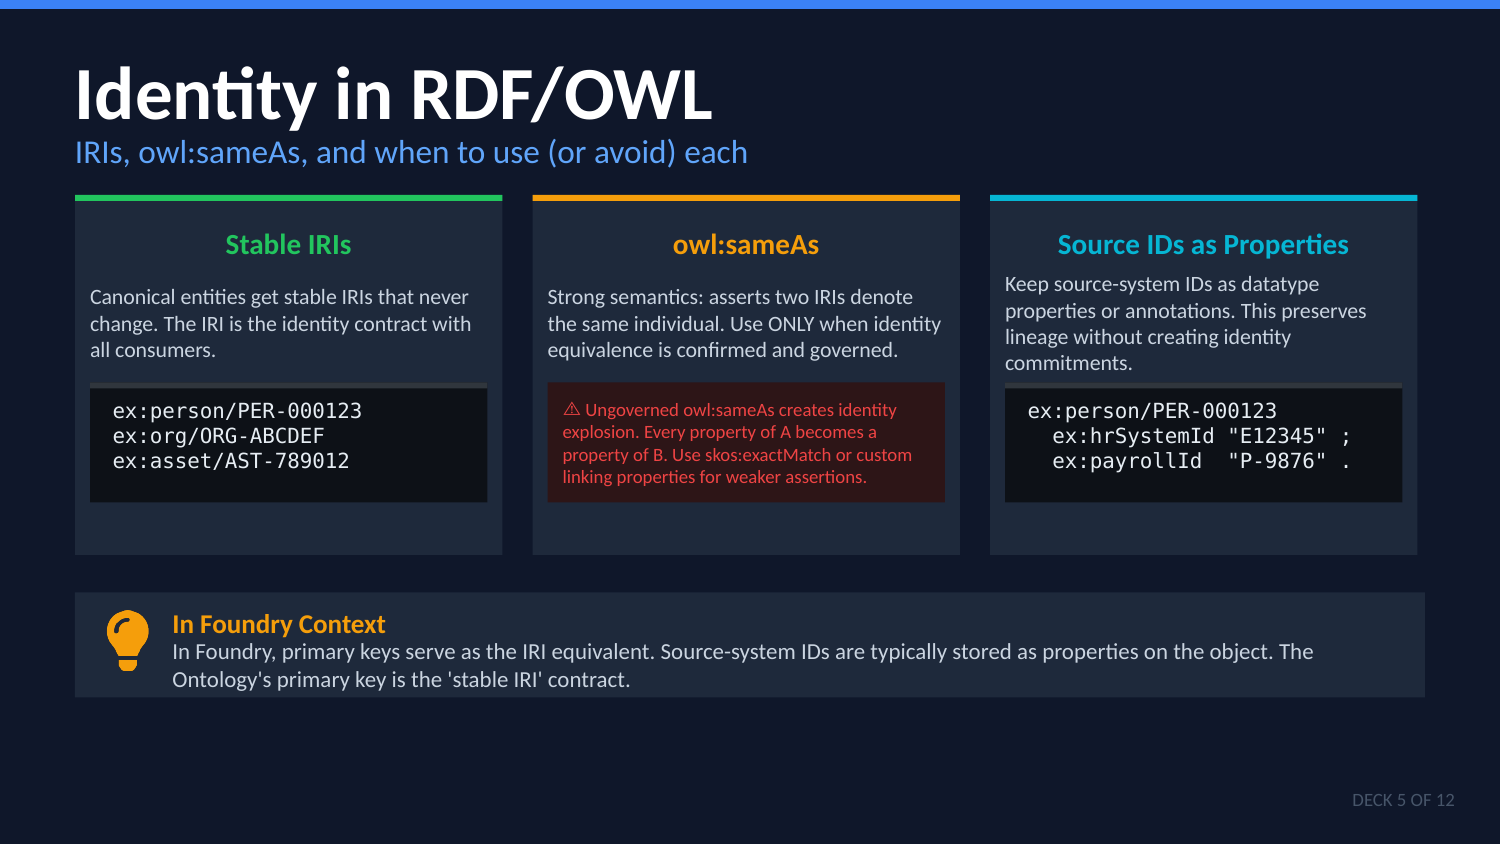 Identity in RDF/OWL
IRIs, owl:sameAs, and when to use (or avoid) each
Stable IRIs
Canonical entities get stable IRIs that never
change. The IRI is the identity contract with
all consumers.
ex:person/PER-000123
ex:org/ORG-ABCDEF
ex:asset/AST-789012
owl:sameAs
Strong semantics: asserts two IRIs denote
the same individual. Use ONLY when identity
equivalence is confirmed and governed.
⚠ Ungoverned owl:sameAs creates identity
explosion. Every property of A becomes a
property of B. Use skos:exactMatch or custom
linking properties for weaker assertions.
Source IDs as Properties
Keep source-system IDs as datatype
properties or annotations. This preserves
lineage without creating identity
commitments.
ex:person/PER-000123
  ex:hrSystemId "E12345" ;
  ex:payrollId  "P-9876" .
In Foundry Context
In Foundry, primary keys serve as the IRI equivalent. Source-system IDs are typically stored as properties on the object. The
Ontology's primary key is the 'stable IRI' contract.
DECK 5 OF 12